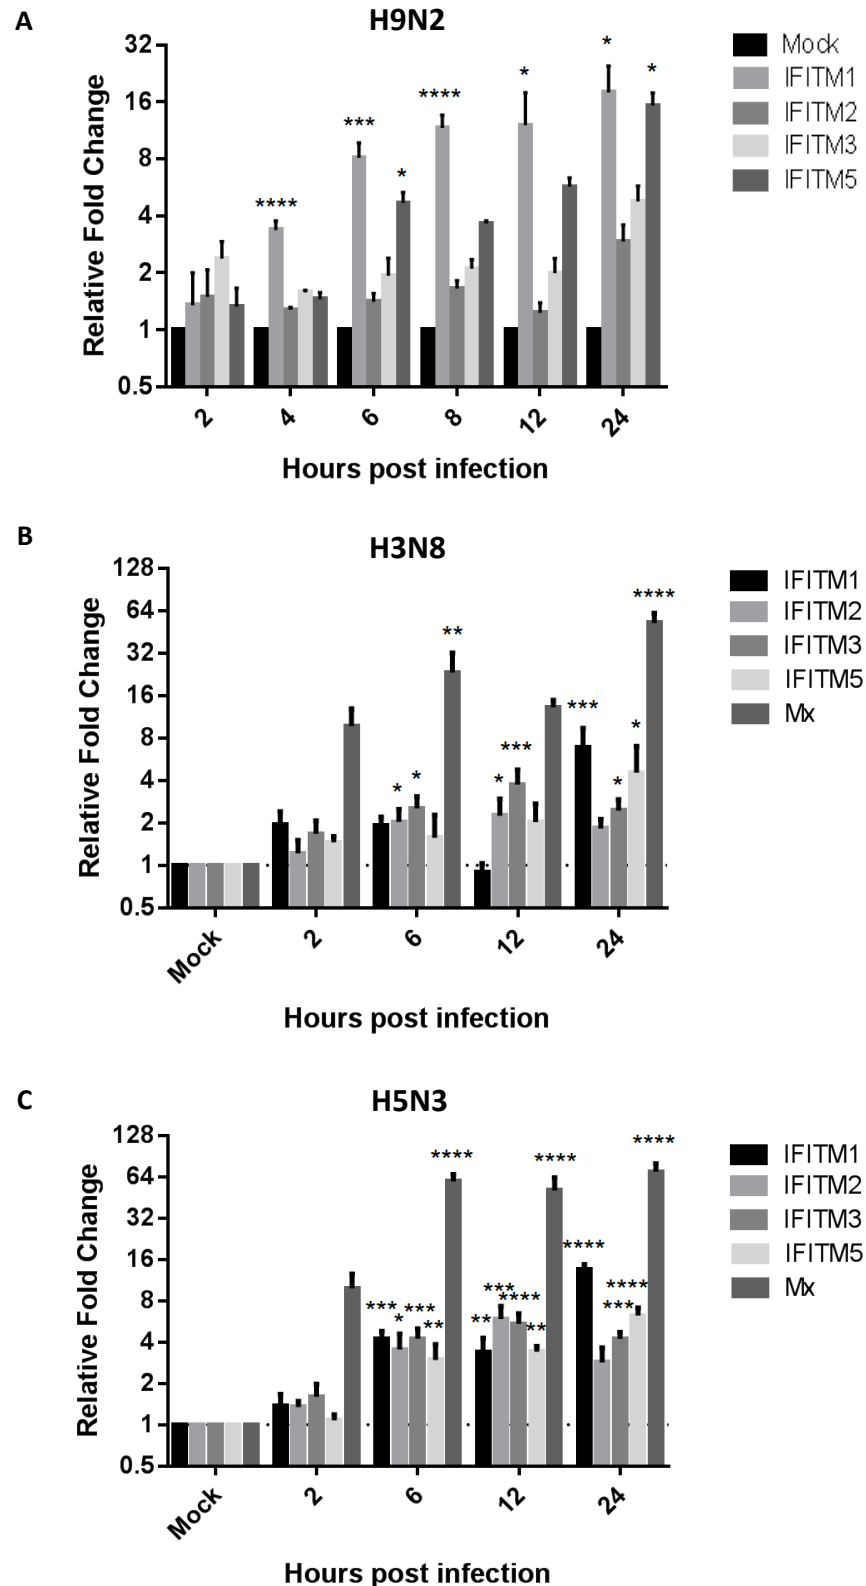 A
H9N2
Relative Fold Change
32
16
8
4
2
1
0.5
****
***
*
****
*
*
*
2
4
6
8
12
24
Hours post infection
Mock
IFITM1
IFITM2
IFITM3
IFITM5
B
H3N8
Relative Fold Change
128
64
32
16
8
4
2
1
0.5
*
*
**
*
***
***
*
*
****
Mock
2
6
12
24
Hours post infection
IFITM1
IFITM2
IFITM3
IFITM5
Mx
C
H5N3
Relative Fold Change
128
64
32
16
8
4
2
1
0.5
***
*
***
**
****
**
***
****
**
****
****
***
****
****
Mock
2
6
12
24
Hours post infection
IFITM1
IFITM2
IFITM3
IFITM5
Mx